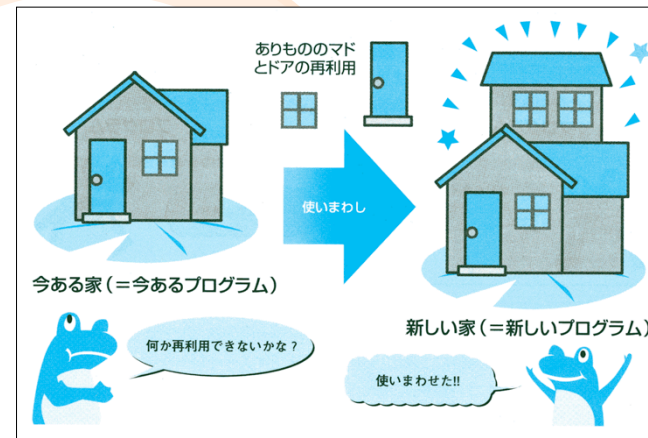 ありもののマド
とドアの再利用
使いまわし
今ある家(=今あるプログラム)
新しい家(=新しいプログラム)
何か再利用できないかな?
使いまわせた!!